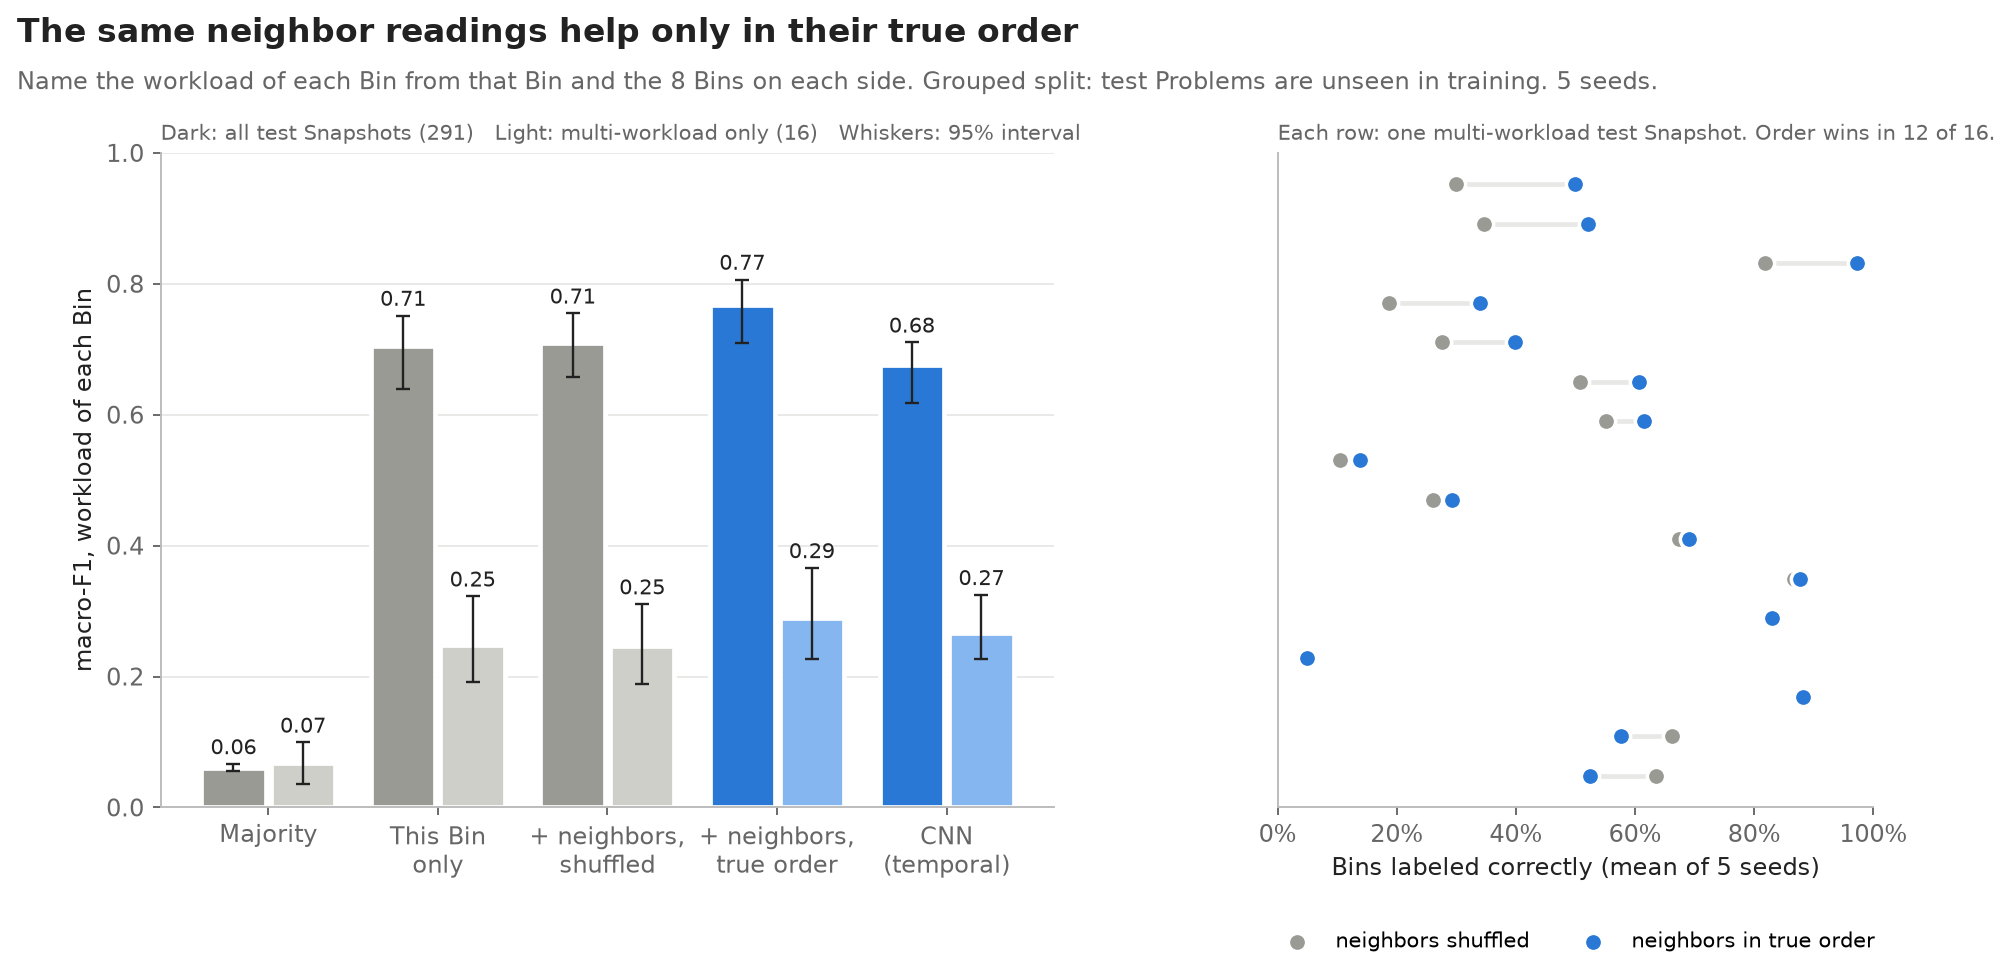 The same neighbor readings help only in their true order
Name the workload of each Bin from that Bin and the 8 Bins on each side. Grouped split: test Problems are unseen in training. 5 seeds.
Dark: all test Snapshots (291)   Light: multi-workload only (16)   Whiskers: 95% interval
macro-F1, workload of each Bin
1.0
0.8
0.6
0.4
0.2
0.0
0.06
0.07
0.71
0.25
0.71
0.25
0.77
0.29
0.68
0.27
Majority
This Bin
only
+ neighbors,
shuffled
+ neighbors,
true order
CNN
(temporal)
Each row: one multi-workload test Snapshot. Order wins in 12 of 16.
0%
20%
40%
60%
80%
100%
Bins labeled correctly (mean of 5 seeds)
neighbors shuffled
neighbors in true order